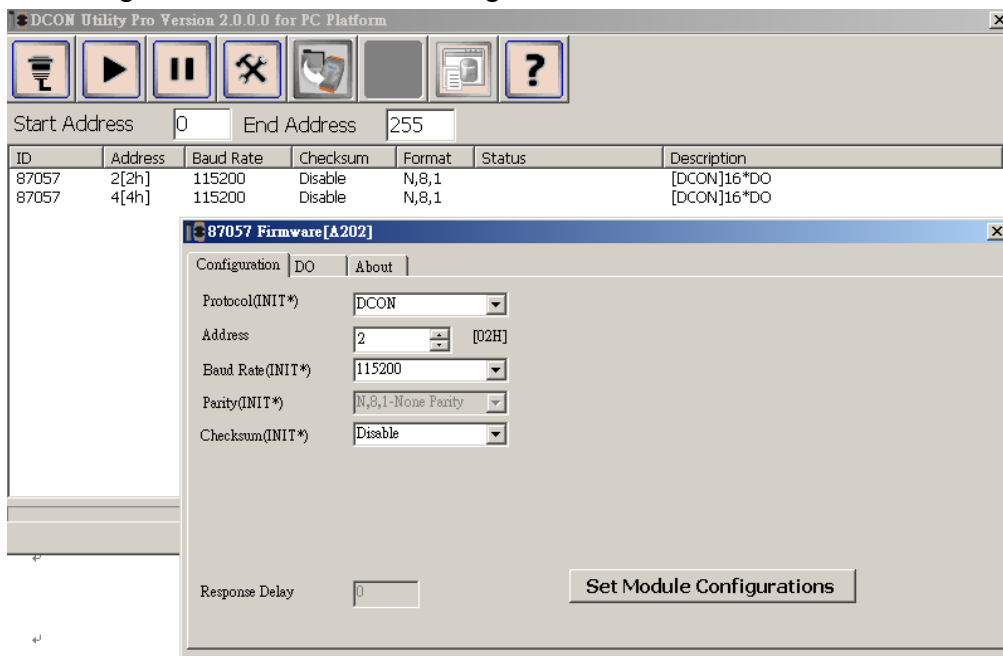 DCON Utility Pro Version 2.0.0.0 for PC Platform
Start Address 0 End Address 255
ID Address Baud Rate Checksum Format Status Description
87057 2[2h] 115200 Disable N,8,1 [DCON]16*DO
87057 4[4h] 115200 Disable N,8,1 [DCON]16*DO
87057 Firmware[A202]
Configuration DO About
Protocol(INIT*) DCON
Address 2 [02H]
Baud Rate(INIT*) 115200
Parity(INIT*) N,8,1-None Parity
Checksum(INIT*) Disable
Response Delay 0 Set Module Configurations